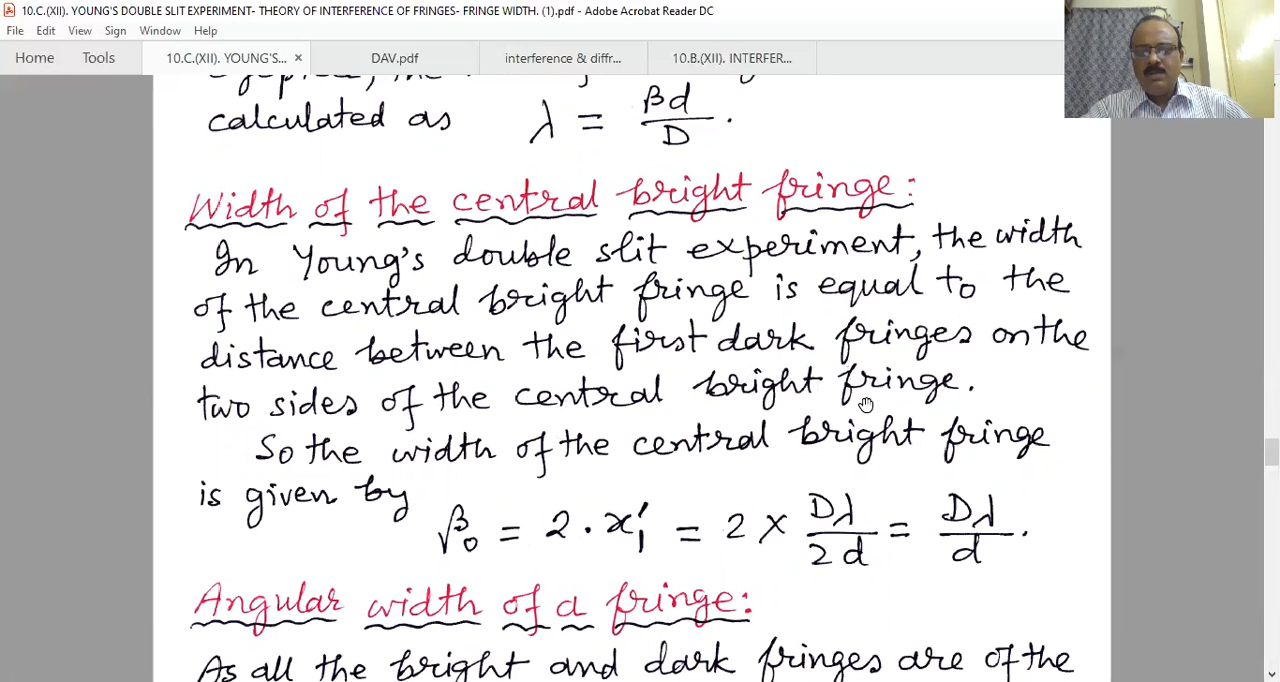 10.C.(XII). YOUNG'S DOUBLE SLIT EXPERIMENT- THEORY OF INTERFERENCE OF FRINGES- FRINGE WIDTH. (1).pdf - Adobe Acrobat Reader DC
File Edit View Sign Window Help
Home Tools 10.C.(XII). YOUNG'S... × DAV.pdf interference & diffr... 10.B.(XII). INTERFER...
calculated as λ = βd/D .
Width of the central bright fringe:
In Young's double slit experiment, the width
of the central bright fringe is equal to the
distance between the first dark fringes on the
two sides of the central bright fringe.
So the width of the central bright fringe
is given by
β₀ = 2 . x₁' = 2 × Dλ/2d = Dλ/d .
Angular width of a fringe:
As all the bright and dark fringes are of the